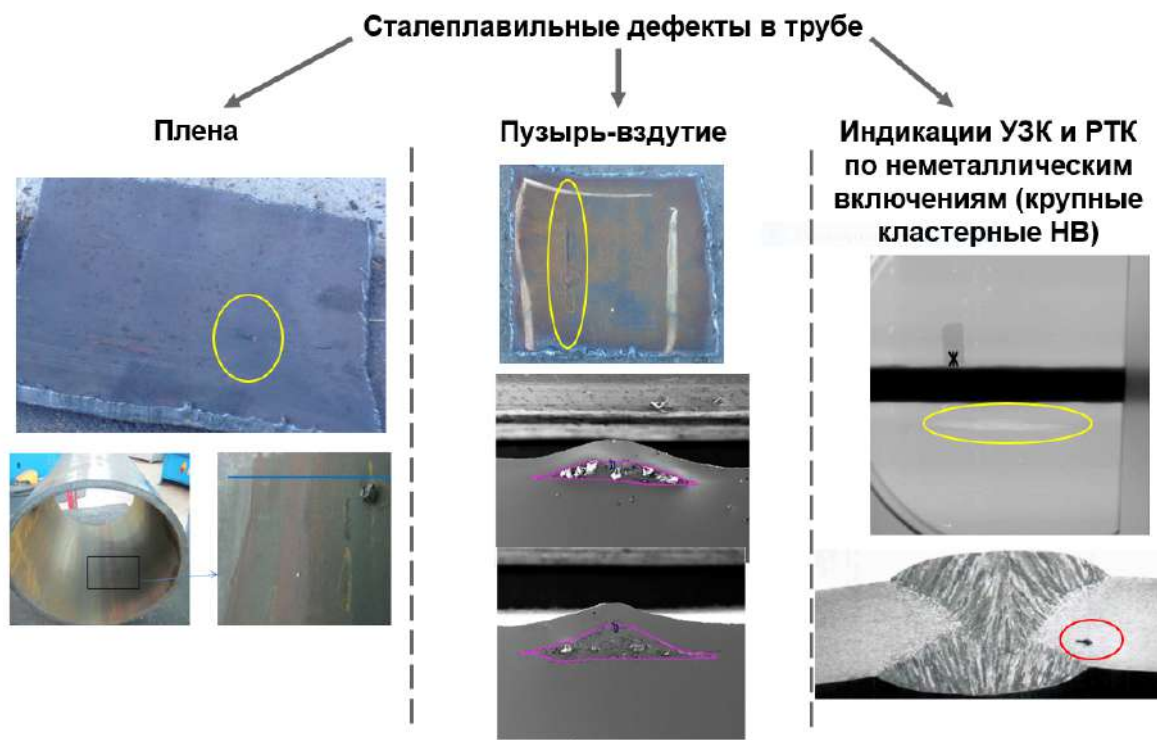 Сталеплавильные дефекты в трубе
Плена
Пузырь-вздутие
Индикации УЗК и РТК
по неметаллическим
включениям (крупные
кластерные НВ)